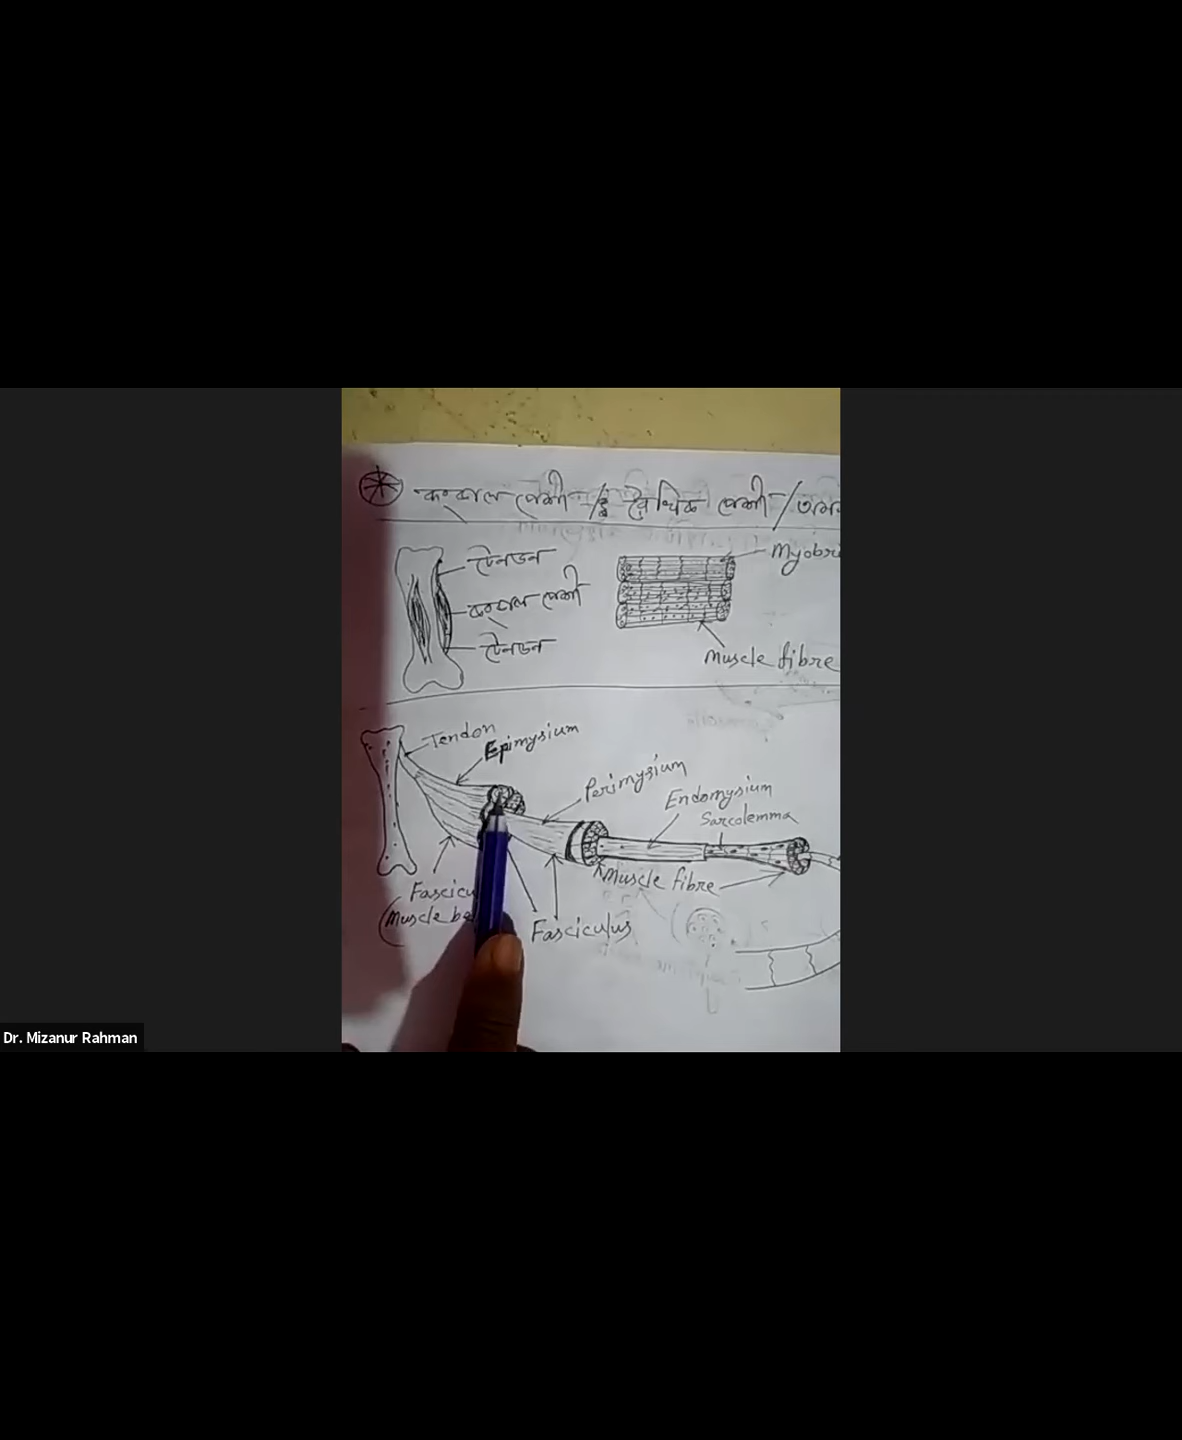 কঙ্কাল পেশী / হৃ রৈখিক পেশী /
টেনডন
কঙ্কাল পেশী
টেনডন
Myobri
Muscle fibre
Tendon
Epimysium
Perimysium
Endomysium
Sarcolemma
Muscle fibre
Fascicu
(Muscle be
Fasciculus
Dr. Mizanur Rahman